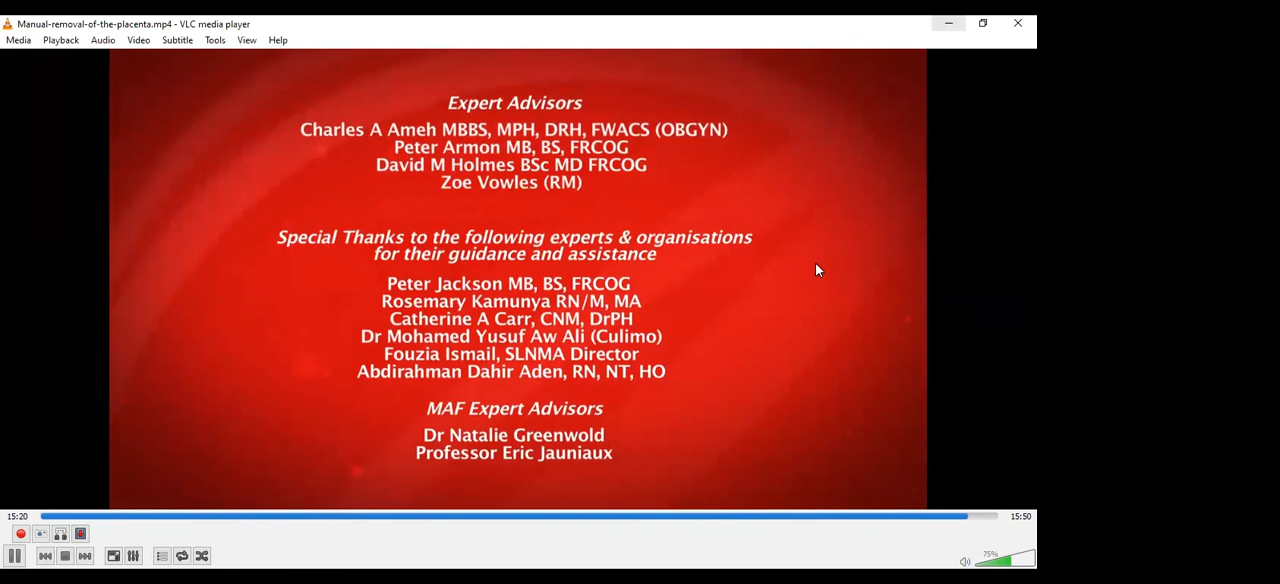 Manual-removal-of-the-placenta.mp4 - VLC media player
Media Playback Audio Video Subtitle Tools View Help
Expert Advisors
Charles A Ameh MBBS, MPH, DRH, FWACS (OBGYN)
Peter Armon MB, BS, FRCOG
David M Holmes BSc MD FRCOG
Zoe Vowles (RM)
Special Thanks to the following experts & organisations
for their guidance and assistance
Peter Jackson MB, BS, FRCOG
Rosemary Kamunya RN/M, MA
Catherine A Carr, CNM, DrPH
Dr Mohamed Yusuf Aw Ali (Culimo)
Fouzia Ismail, SLNMA Director
Abdirahman Dahir Aden, RN, NT, HO
MAF Expert Advisors
Dr Natalie Greenwold
Professor Eric Jauniaux
15:20 15:50
75%